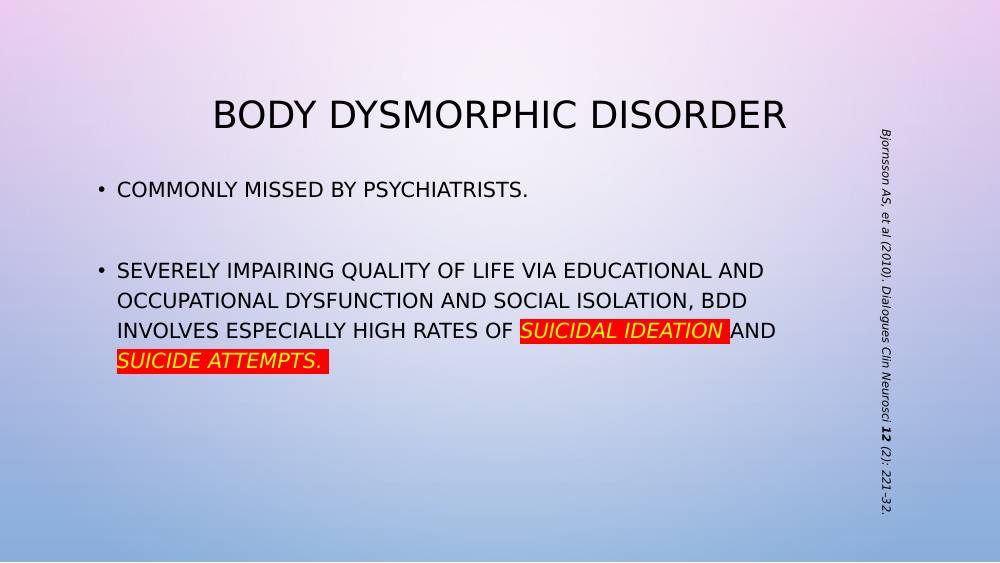 BODY DYSMORPHIC DISORDER
• COMMONLY MISSED BY PSYCHIATRISTS.
• SEVERELY IMPAIRING QUALITY OF LIFE VIA EDUCATIONAL AND
OCCUPATIONAL DYSFUNCTION AND SOCIAL ISOLATION, BDD
INVOLVES ESPECIALLY HIGH RATES OF SUICIDAL IDEATION AND
SUICIDE ATTEMPTS.
Bjornsson AS, et al (2010). Dialogues Clin Neurosci 12 (2): 221–32.